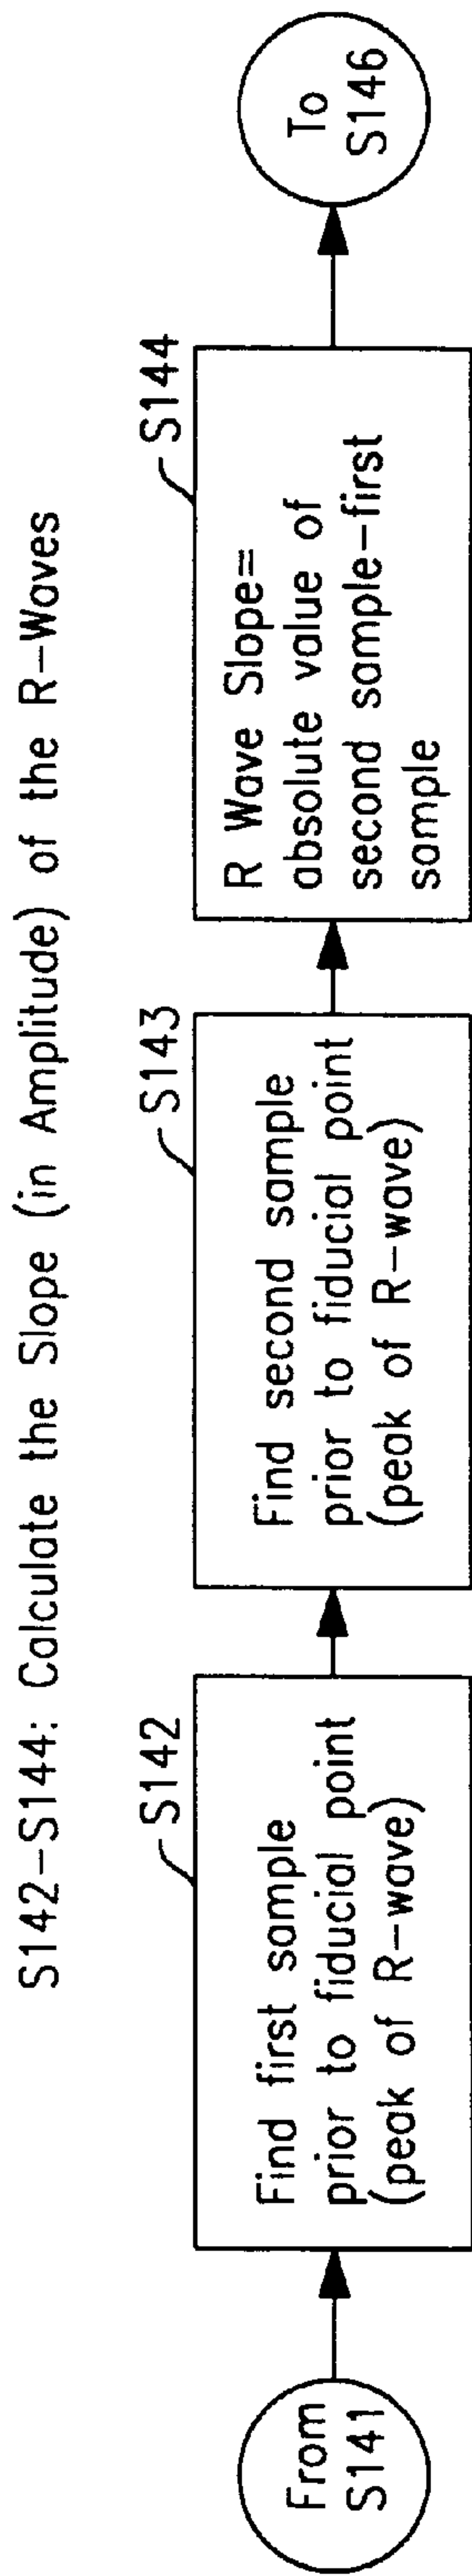 S142-S144: Calculate the Slope (in Amplitude) of the R-Waves
From
S141
S142
Find first sample
prior to fiducial point
(peak of R-wave)
S143
Find second sample
prior to fiducial point
(peak of R-wave)
S144
R Wave Slope=
absolute value of
second sample-first
sample
To
S146